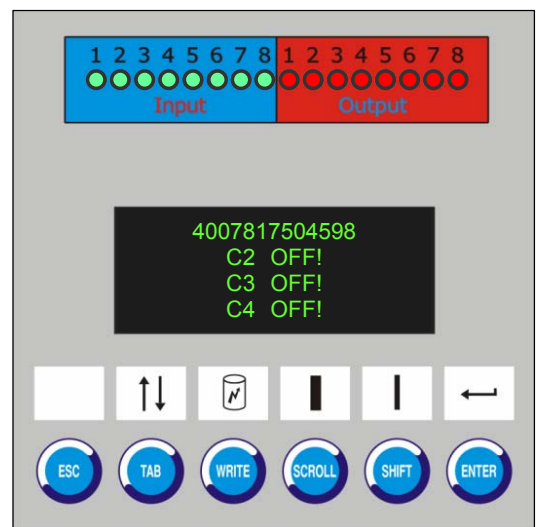 1 2 3 4 5 6 7 8 1 2 3 4 5 6 7 8
Input Output
4007817504598
C2 OFF!
C3 OFF!
C4 OFF!
ESC TAB WRITE SCROLL SHIFT ENTER